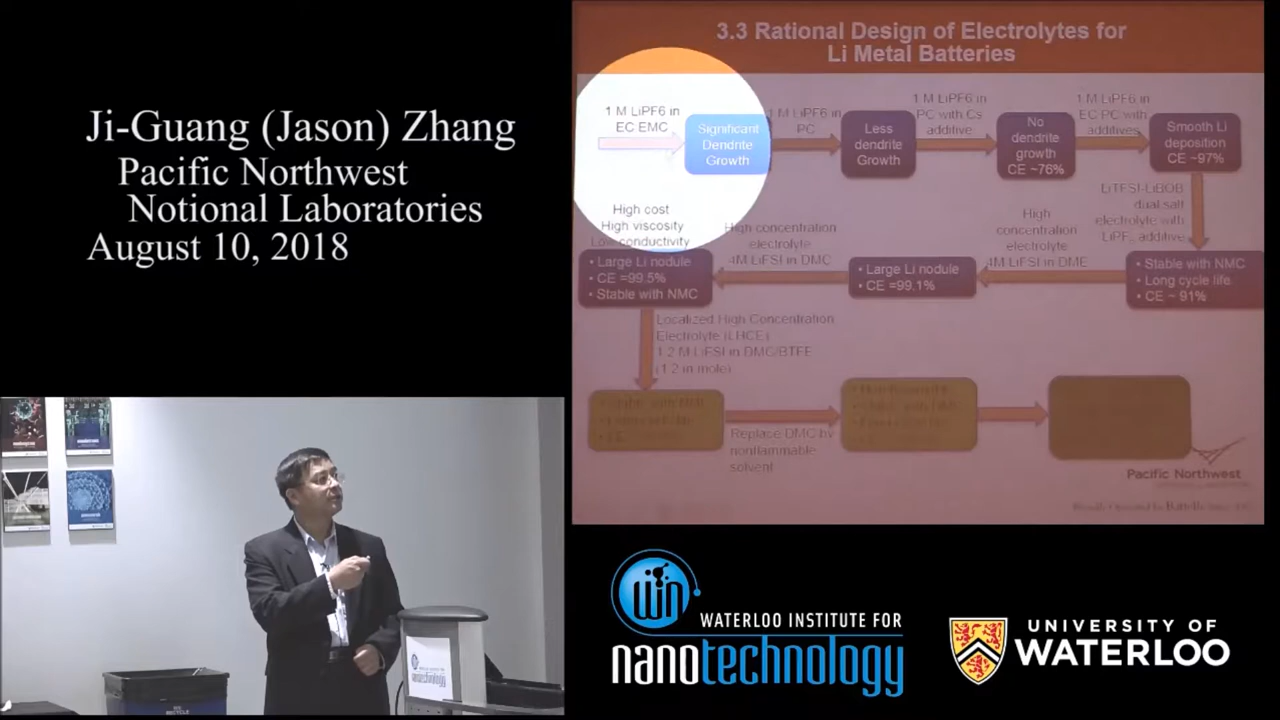 Ji-Guang (Jason) Zhang
Pacific Northwest
Notional Laboratories
August 10, 2018
3.3 Rational Design of Electrolytes for
Li Metal Batteries
1 M LiPF6 in
EC EMC
Significant
Dendrite
Growth
1 M LiPF6 in
PC
Less
dendrite
Growth
1 M LiPF6 in
PC with Cs
additive
No
dendrite
growth
CE ~76%
1 M LiPF6 in
EC PC with
additives
Smooth Li
deposition
CE ~97%
LiTFSI-LiBOB
dual salt
electrolyte with
LiPF6 additive
• Stable with NMC
• Long cycle life
• CE ~ 91%
High
concentration
electrolyte
4M LiFSI in DME
• Large Li nodule
• CE =99.1%
High concentration
electrolyte
4M LiFSI in DMC
High cost
High viscosity
Low conductivity
• Large Li nodule
• CE =99.5%
• Stable with NMC
Localized High Concentration
Electrolyte (LHCE)
1.2 M LiFSI in DMC/BTFE
(1:2 in mole)
Replace DMC by
nonflammable
solvent
Pacific Northwest
Proudly Operated by Battelle
WIN
WATERLOO INSTITUTE FOR
nanotechnology
UNIVERSITY OF
WATERLOO